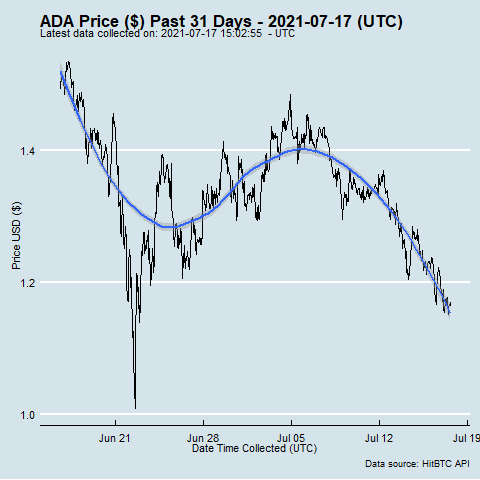 ADA Price ($) Past 31 Days - 2021-07-17 (UTC)
Latest data collected on: 2021-07-17 15:02:55  - UTC
Price USD ($)
1.4
1.2
1.0
Jun 21 Jun 28 Jul 05 Jul 12 Jul 19
Date Time Collected (UTC)
Data source: HitBTC API